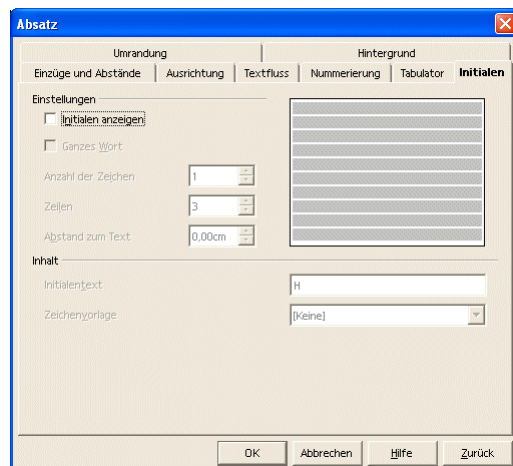 Absatz
Umrandung Hintergrund
Einzüge und Abstände Ausrichtung Textfluss Nummerierung Tabulator Initialen
Einstellungen
Initialen anzeigen
Ganzes Wort
Anzahl der Zeichen 1
Zeilen 3
Abstand zum Text 0,00cm
Inhalt
Initialentext H
Zeichenvorlage [Keine]
OK Abbrechen Hilfe Zurück